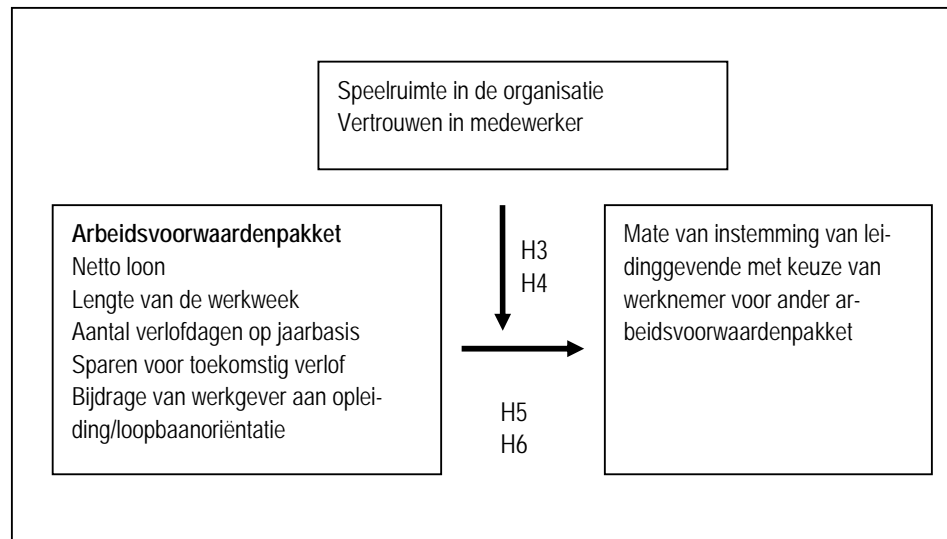 Speelruimte in de organisatie
Vertrouwen in medewerker
Arbeidsvoorwaardenpakket
Netto loon
Lengte van de werkweek
Aantal verlofdagen op jaarbasis
Sparen voor toekomstig verlof
Bijdrage van werkgever aan oplei-
ding/loopbaanoriëntatie
H3
H4
H5
H6
Mate van instemming van lei-
dinggevende met keuze van
werknemer voor ander ar-
beidsvoorwaardenpakket